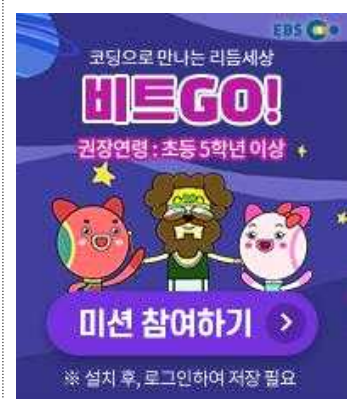 EBS
코딩으로 만나는 리듬세상
비트GO!
권장연령 : 초등 5학년 이상
미션 참여하기 >
※ 설치 후, 로그인하여 저장 필요